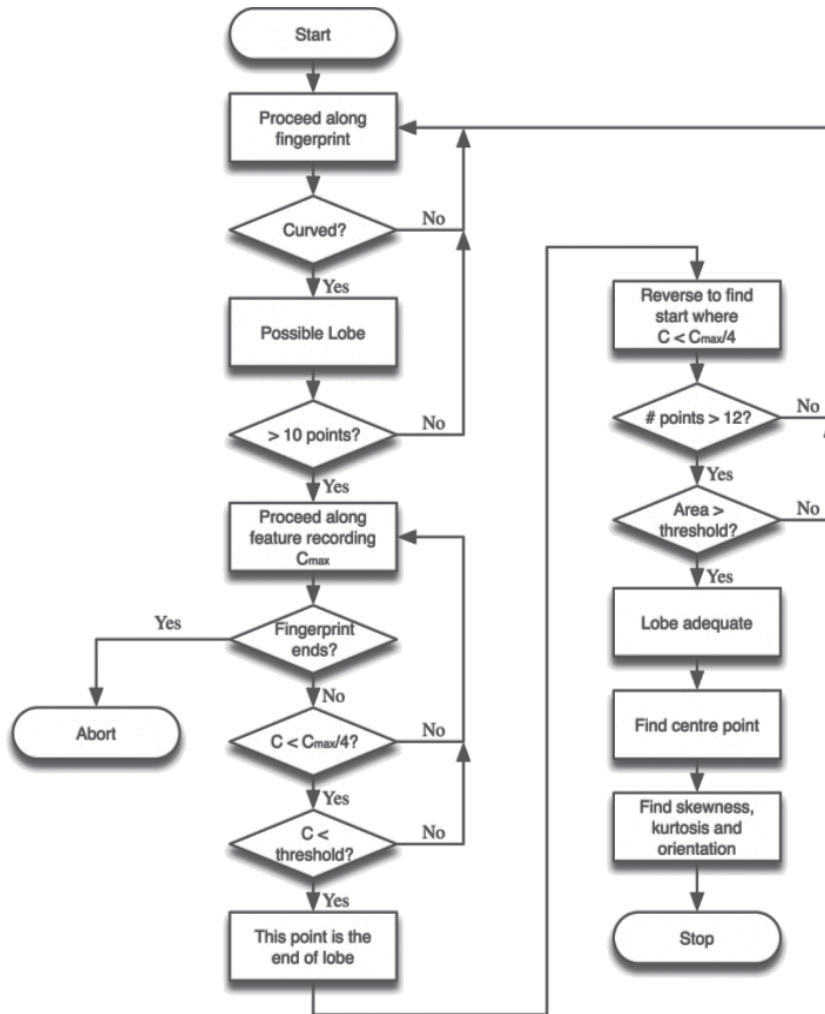 Start
Proceed along
fingerprint
Curved?
No
Yes
Possible Lobe
> 10 points?
No
Yes
Proceed along
feature recording
Cmax
Fingerprint
ends?
Yes
Abort
No
C < Cmax/4?
No
Yes
C <
threshold?
No
Yes
This point is the
end of lobe
Reverse to find
start where
C < Cmax/4
# points > 12?
No
Yes
Area >
threshold?
No
Yes
Lobe adequate
Find centre point
Find skewness,
kurtosis and
orientation
Stop